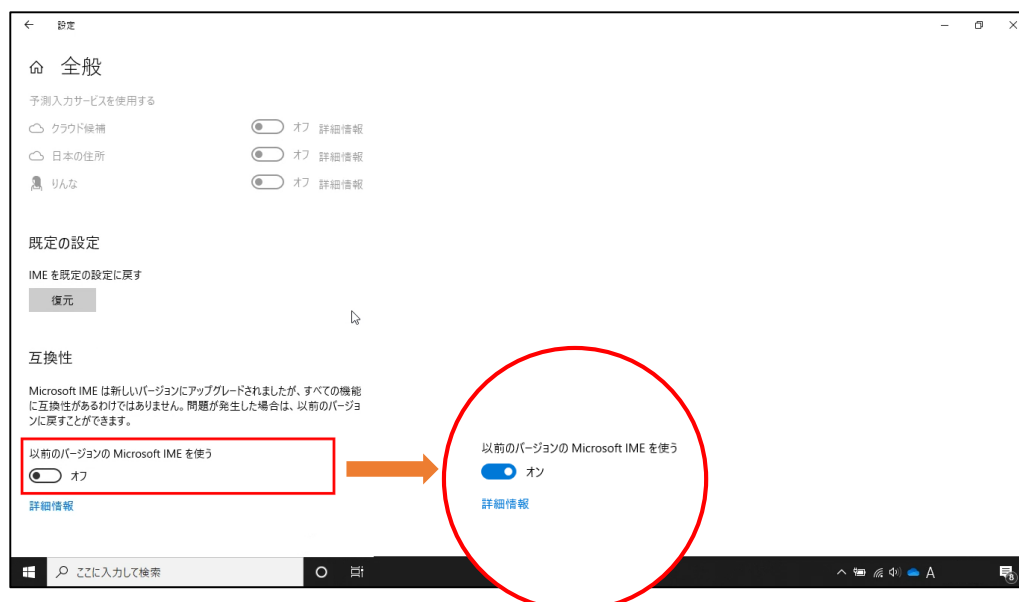 設定
全般
予測入力サービスを使用する
クラウド候補 オフ 詳細情報
日本の住所 オフ 詳細情報
りんな オフ 詳細情報
既定の設定
IME を既定の設定に戻す
復元
互換性
Microsoft IME は新しいバージョンにアップグレードされましたが、すべての機能
に互換性があるわけではありません。問題が発生した場合は、以前のバージョ
ンに戻すことができます。
以前のバージョンの Microsoft IME を使う
オフ
詳細情報
以前のバージョンの Microsoft IME を使う
オン
詳細情報
ここに入力して検索
A
8